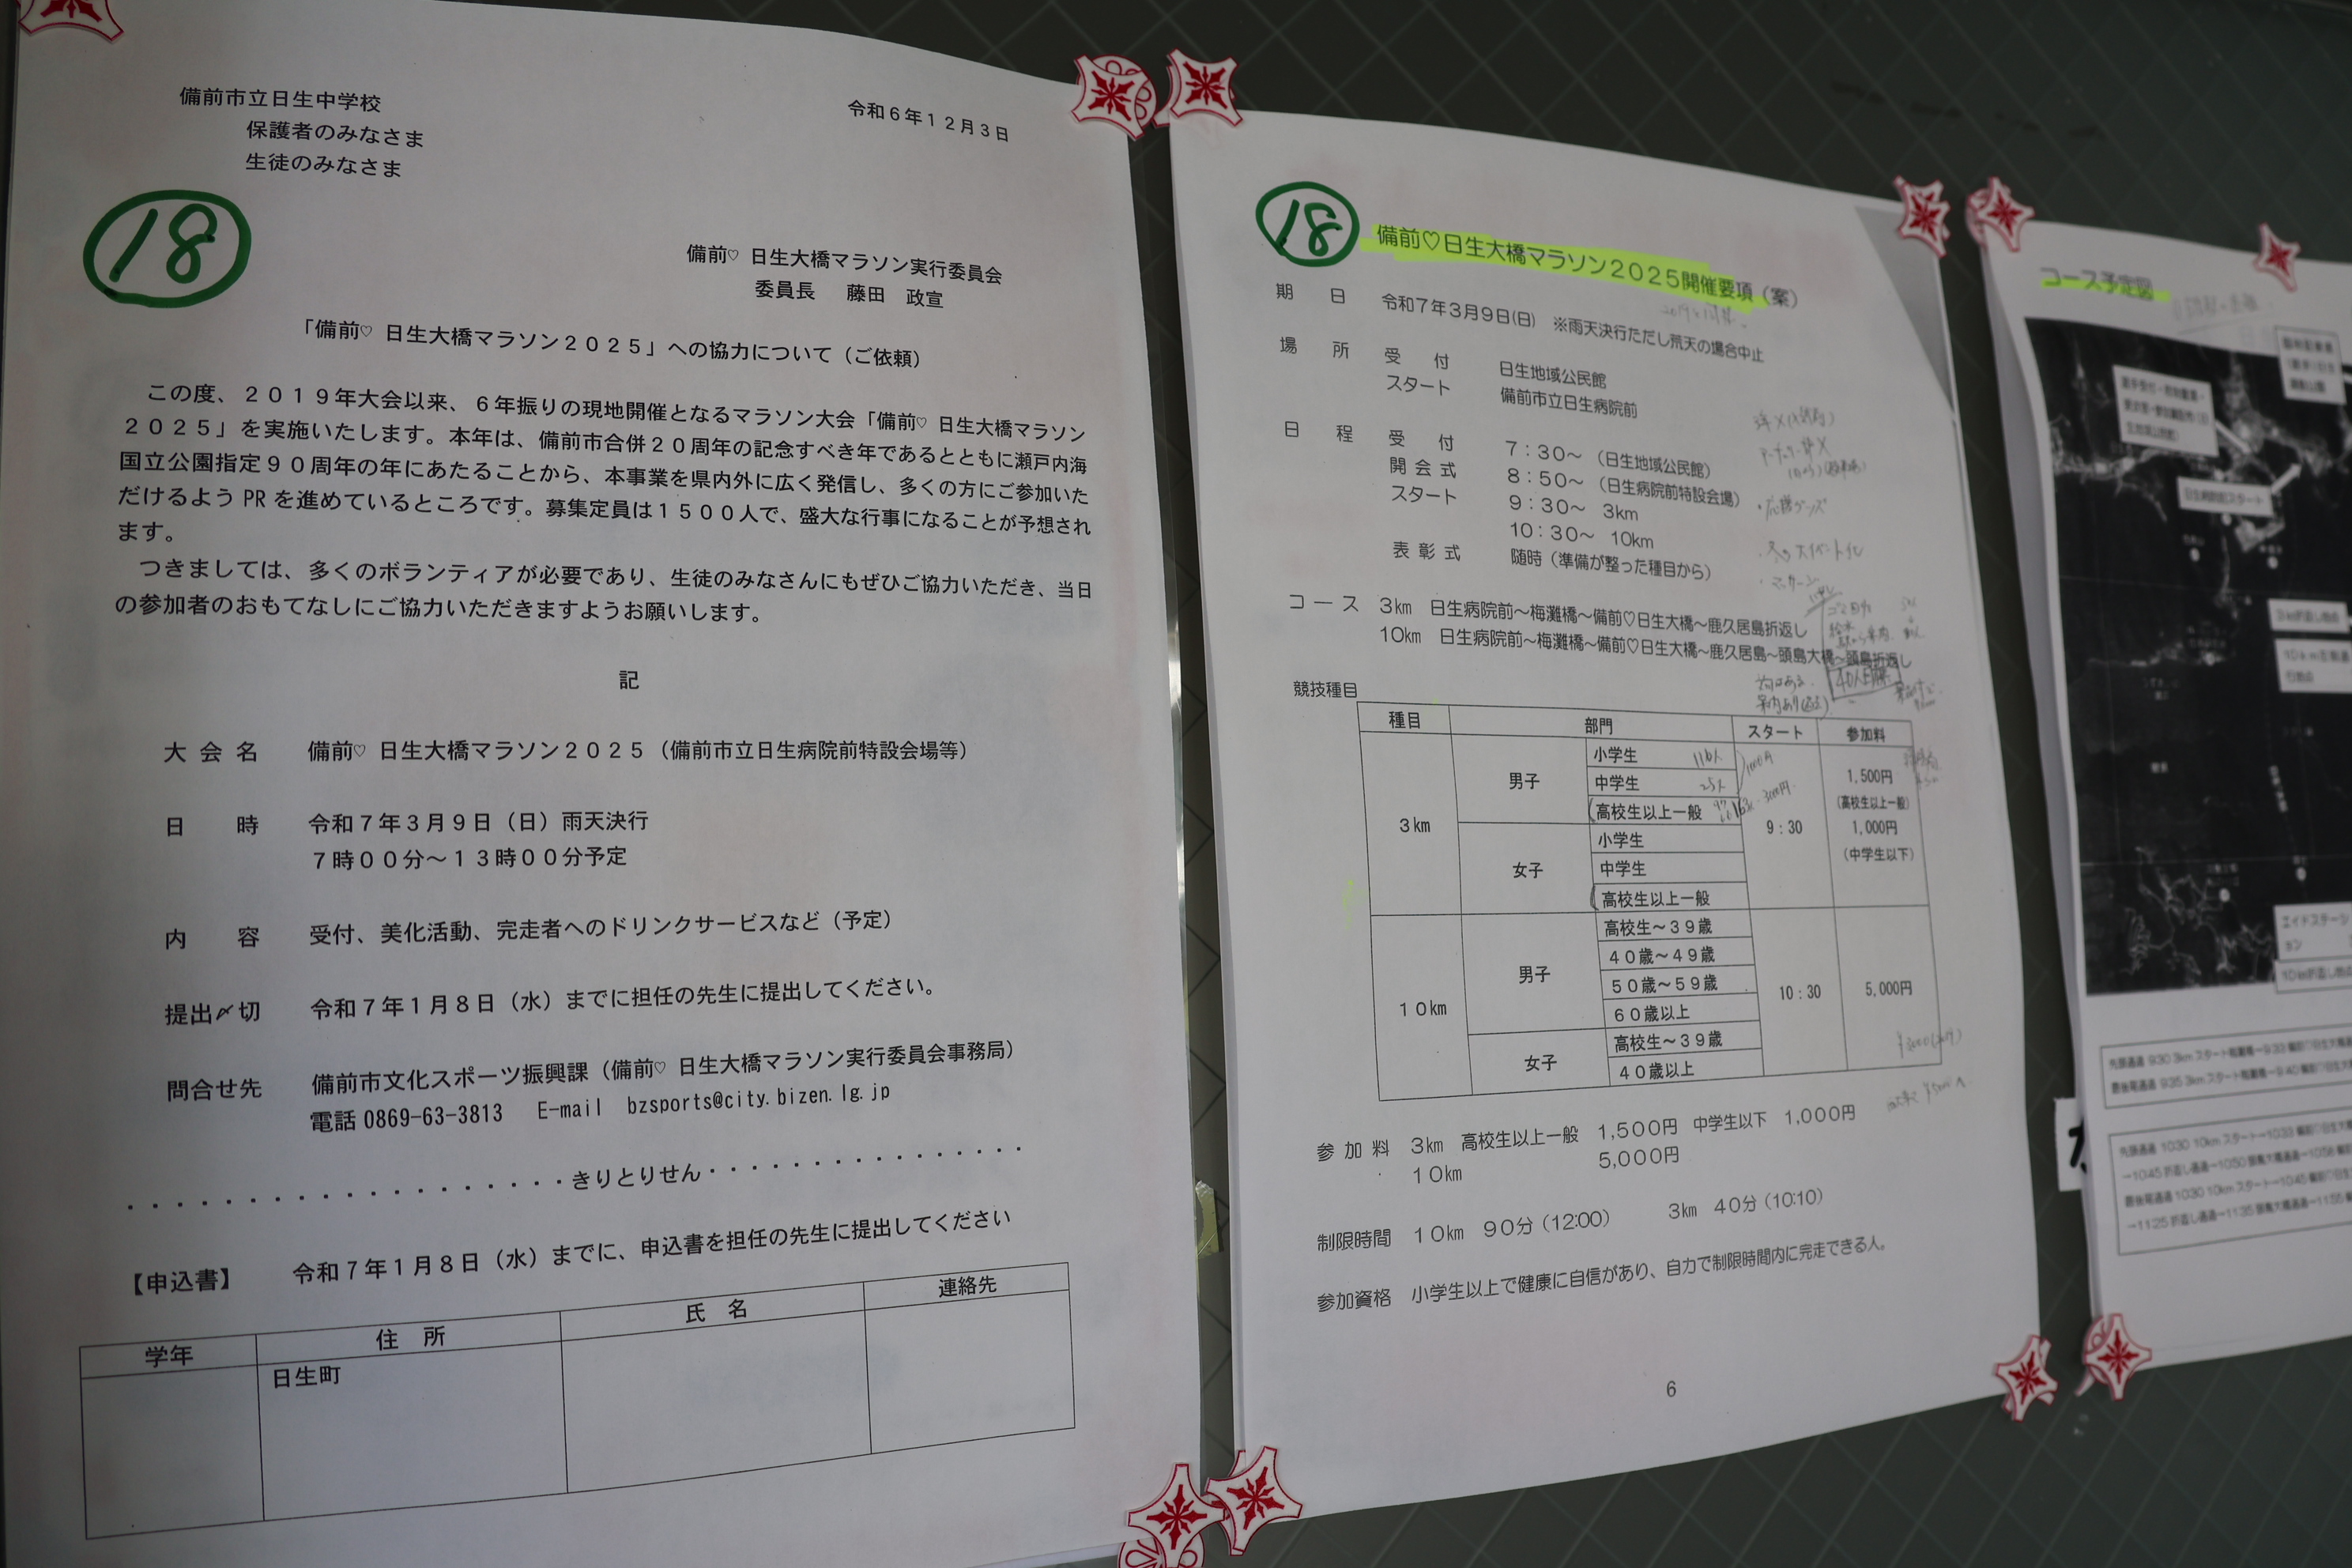 備前市立日生中学校
保護者のみなさま
生徒のみなさま
令和6年12月3日
18
備前♡ 日生大橋マラソン実行委員会
委員長 藤田 政宣
「備前♡ 日生大橋マラソン2025」への協力について(ご依頼)
この度、2019年大会以来、6年振りの現地開催となるマラソン大会「備前♡ 日生大橋マラソン
2025」を実施いたします。本年は、備前市合併20周年の記念すべき年であるとともに瀬戸内海
国立公園指定90周年の年にあたることから、本事業を県内外に広く発信し、多くの方にご参加いた
だけるよう PR を進めているところです。募集定員は1500人で、盛大な行事になることが予想され
ます。
つきましては、多くのボランティアが必要であり、生徒のみなさんにもぜひご協力いただき、当日
の参加者のおもてなしにご協力いただきますようお願いします。
記
大会名 備前♡ 日生大橋マラソン2025(備前市立日生病院前特設会場等)
日 時 令和7年3月9日(日)雨天決行
7時00分～13時00分予定
内 容 受付、美化活動、完走者へのドリンクサービスなど(予定)
提出〆切 令和7年1月8日(水)までに担任の先生に提出してください。
問合せ先 備前市文化スポーツ振興課(備前♡ 日生大橋マラソン実行委員会事務局)
電話 0869-63-3813 E-mail bzsports@city.bizen.lg.jp
・・・・・・・・・・・・・・・・・・きりとりせん・・・・・・・・・・・・・・・
【申込書】 令和7年1月8日(水)までに、申込書を担任の先生に提出してください
学年 住 所 氏 名 連絡先
日生町
18
備前♡日生大橋マラソン2025開催要項(案)
期 日 令和7年3月9日(日) ※雨天決行ただし荒天の場合中止
場 所 受 付 日生地域公民館
スタート 備前市立日生病院前
日 程 受 付 7:30～ (日生地域公民館)
開会式 8:50～ (日生病院前特設会場)
スタート 9:30～ 3km
10:30～ 10km
表彰式 随時(準備が整った種目から)
コース 3km 日生病院前～梅灘橋～備前♡日生大橋～鹿久居島折返し
10km 日生病院前～梅灘橋～備前♡日生大橋～鹿久居島～頭島大橋～頭島折返し
競技種目
種目 部門 スタート 参加料
3km 男子 小学生
中学生
高校生以上一般
女子 小学生
中学生
高校生以上一般
9:30
1,500円
(高校生以上一般)
1,000円
(中学生以下)
10km 男子 高校生～39歳
40歳～49歳
50歳～59歳
60歳以上
女子 高校生～39歳
40歳以上
10:30 5,000円
参加料 3km 高校生以上一般 1,500円 中学生以下 1,000円
10km 5,000円
制限時間 10km 90分(12:00) 3km 40分(10:10)
参加資格 小学生以上で健康に自信があり、自力で制限時間内に完走できる人。
6
コース予定図
日生病院前スタート
エイドステーション